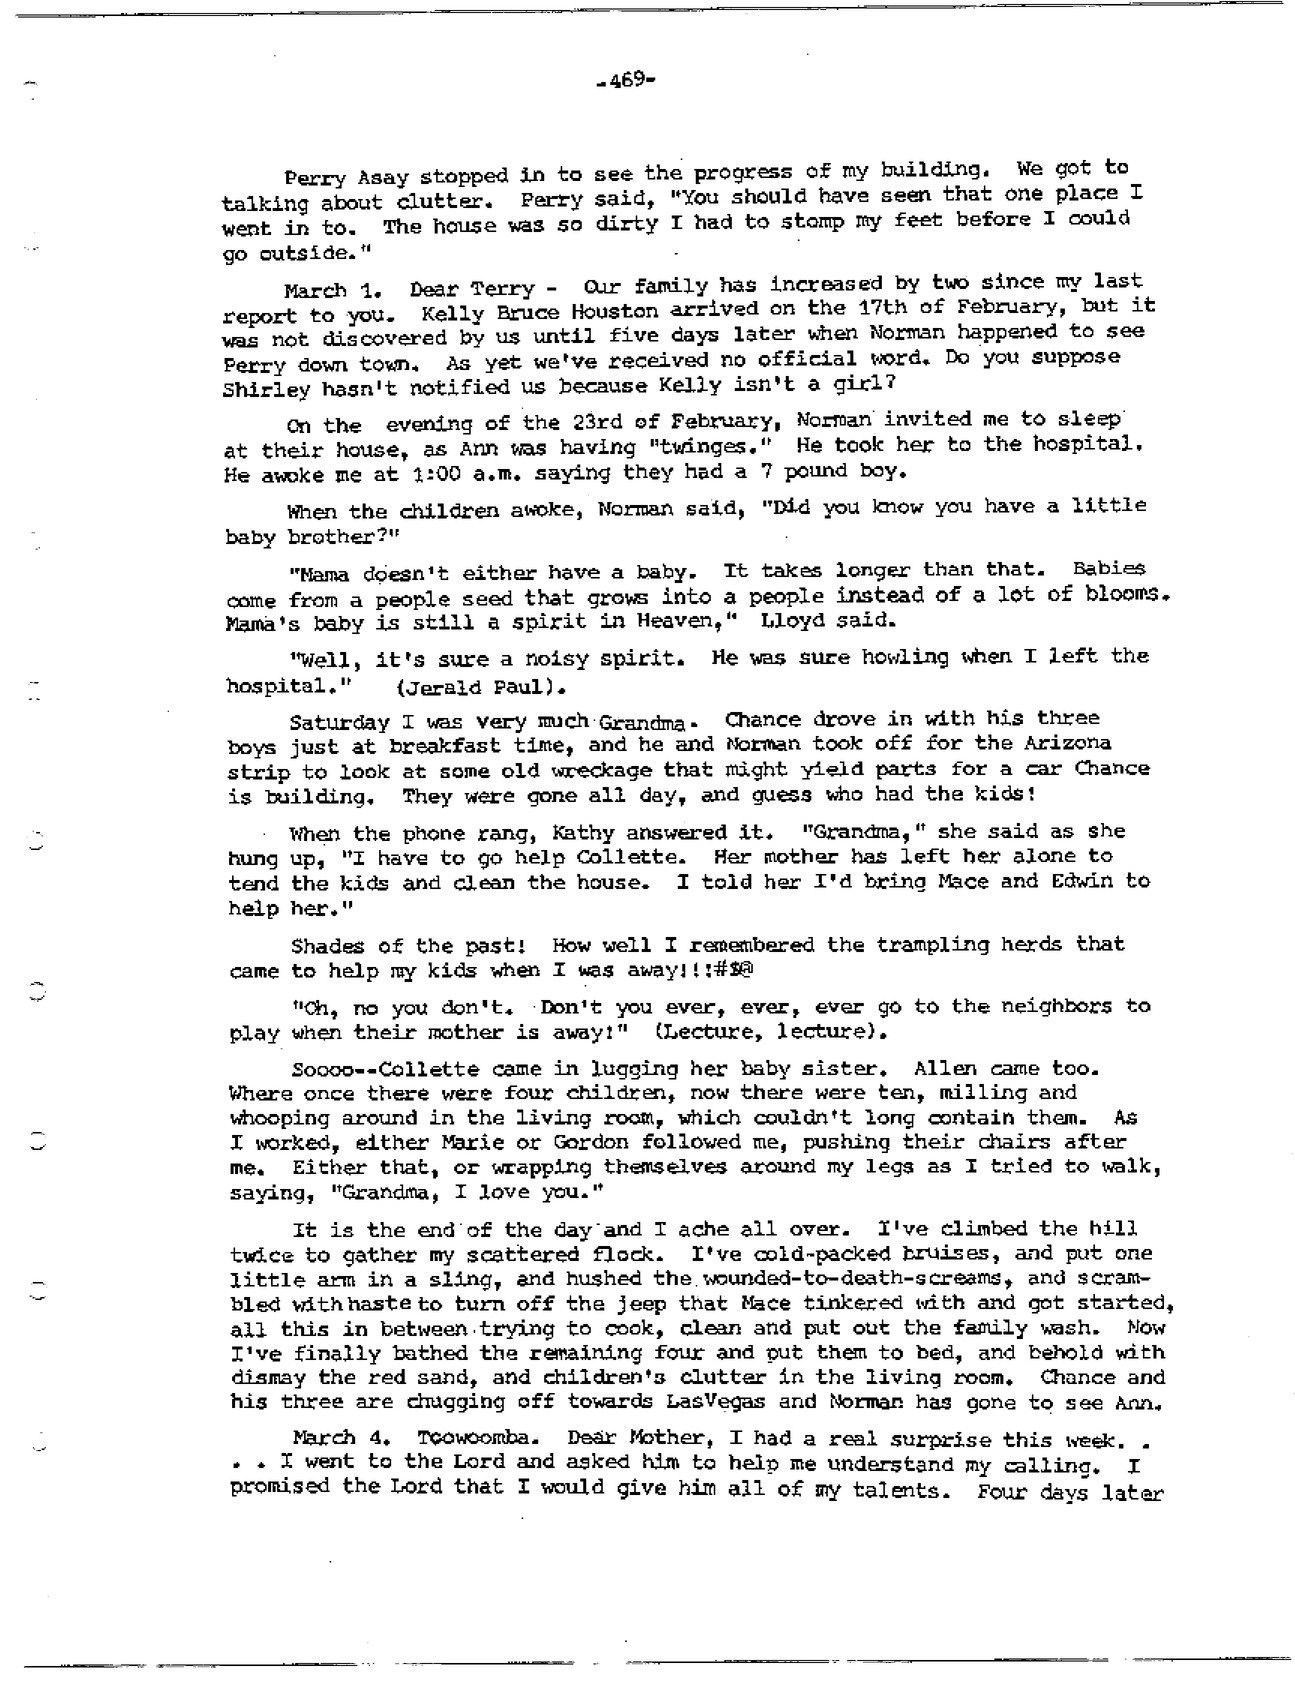 -469-
Perry Asay stopped in to see the progress of my building. We got to
talking about clutter. Perry said, "You should have seen that one place I
went in to. The house was so dirty I had to stomp my feet before I could
go outside."
March 1. Dear Terry - Our family has increased by two since my last
report to you. Kelly Bruce Houston arrived on the 17th of February, but it
was not discovered by us until five days later when Norman happened to see
Perry down town. As yet we've received no official word. Do you suppose
Shirley hasn't notified us because Kelly isn't a girl?
On the evening of the 23rd of February, Norman invited me to sleep
at their house, as Ann was having "twinges." He took her to the hospital.
He awoke me at 1:00 a.m. saying they had a 7 pound boy.
When the children awoke, Norman said, "Did you know you have a little
baby brother?"
"Mama doesn't either have a baby. It takes longer than that. Babies
come from a people seed that grows into a people instead of a lot of blooms.
Mama's baby is still a spirit in Heaven," Lloyd said.
"Well, it's sure a noisy spirit. He was sure howling when I left the
hospital." (Jerald Paul).
Saturday I was very much Grandma. Chance drove in with his three
boys just at breakfast time, and he and Norman took off for the Arizona
strip to look at some old wreckage that might yield parts for a car Chance
is building. They were gone all day, and guess who had the kids!
When the phone rang, Kathy answered it. "Grandma," she said as she
hung up, "I have to go help Collette. Her mother has left her alone to
tend the kids and clean the house. I told her I'd bring Mace and Edwin to
help her."
Shades of the past! How well I remembered the trampling herds that
came to help my kids when I was away!!!#$@
"Oh, no you don't. Don't you ever, ever, ever go to the neighbors to
play when their mother is away!" (Lecture, lecture).
Soooo--Collette came in lugging her baby sister. Allen came too.
Where once there were four children, now there were ten, milling and
whooping around in the living room, which couldn't long contain them. As
I worked, either Marie or Gordon followed me, pushing their chairs after
me. Either that, or wrapping themselves around my legs as I tried to walk,
saying, "Grandma, I love you."
It is the end of the day and I ache all over. I've climbed the hill
twice to gather my scattered flock. I've cold-packed bruises, and put one
little arm in a sling, and hushed the wounded-to-death-screams, and scram-
bled with haste to turn off the jeep that Mace tinkered with and got started,
all this in between trying to cook, clean and put out the family wash. Now
I've finally bathed the remaining four and put them to bed, and behold with
dismay the red sand, and children's clutter in the living room. Chance and
his three are chugging off towards LasVegas and Norman has gone to see Ann.
March 4. Toowoomba. Dear Mother, I had a real surprise this week. .
. . I went to the Lord and asked him to help me understand my calling. I
promised the Lord that I would give him all of my talents. Four days later